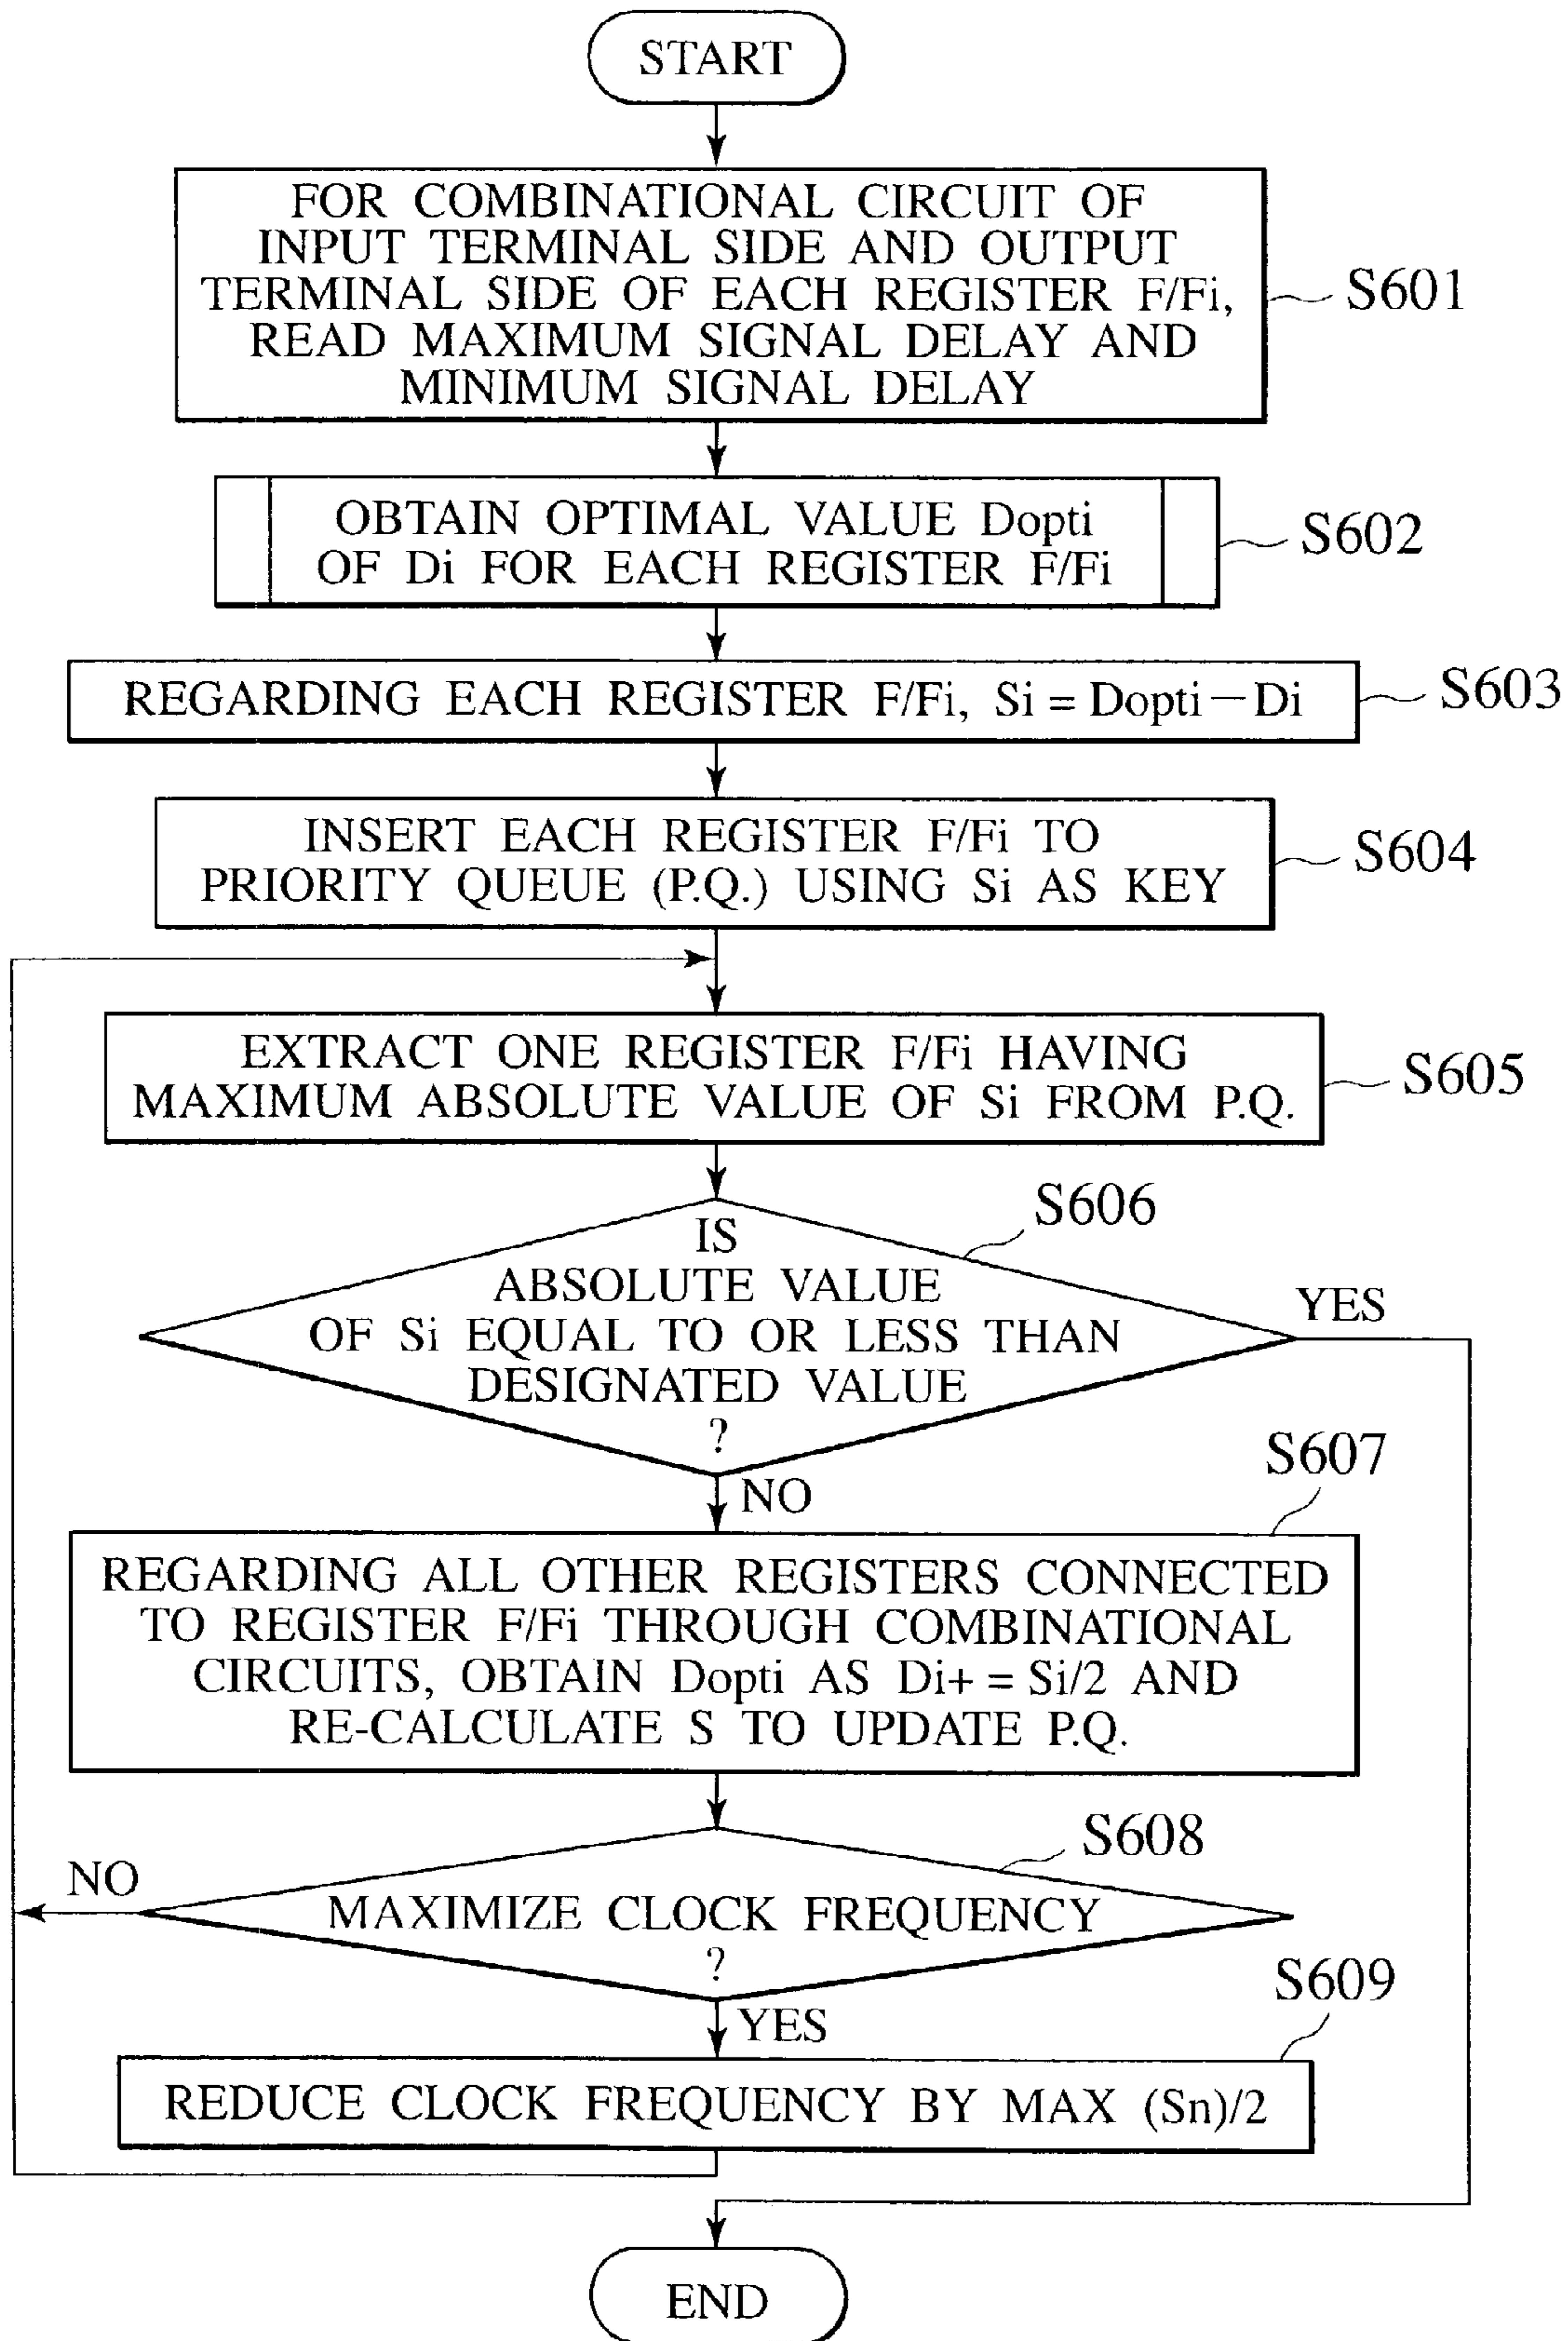 START
FOR COMBINATIONAL CIRCUIT OF
INPUT TERMINAL SIDE AND OUTPUT
TERMINAL SIDE OF EACH REGISTER F/Fi,
READ MAXIMUM SIGNAL DELAY AND
MINIMUM SIGNAL DELAY
S601
OBTAIN OPTIMAL VALUE Dopti
OF Di FOR EACH REGISTER F/Fi
S602
REGARDING EACH REGISTER F/Fi, Si = Dopti－Di
S603
INSERT EACH REGISTER F/Fi TO
PRIORITY QUEUE (P.Q.) USING Si AS KEY
S604
EXTRACT ONE REGISTER F/Fi HAVING
MAXIMUM ABSOLUTE VALUE OF Si FROM P.Q.
S605
IS
ABSOLUTE VALUE
OF Si EQUAL TO OR LESS THAN
DESIGNATED VALUE
?
S606
YES
NO
S607
REGARDING ALL OTHER REGISTERS CONNECTED
TO REGISTER F/Fi THROUGH COMBINATIONAL
CIRCUITS, OBTAIN Dopti AS Di+ = Si/2 AND
RE-CALCULATE S TO UPDATE P.Q.
S608
NO
MAXIMIZE CLOCK FREQUENCY
?
YES
S609
REDUCE CLOCK FREQUENCY BY MAX (Sn)/2
END